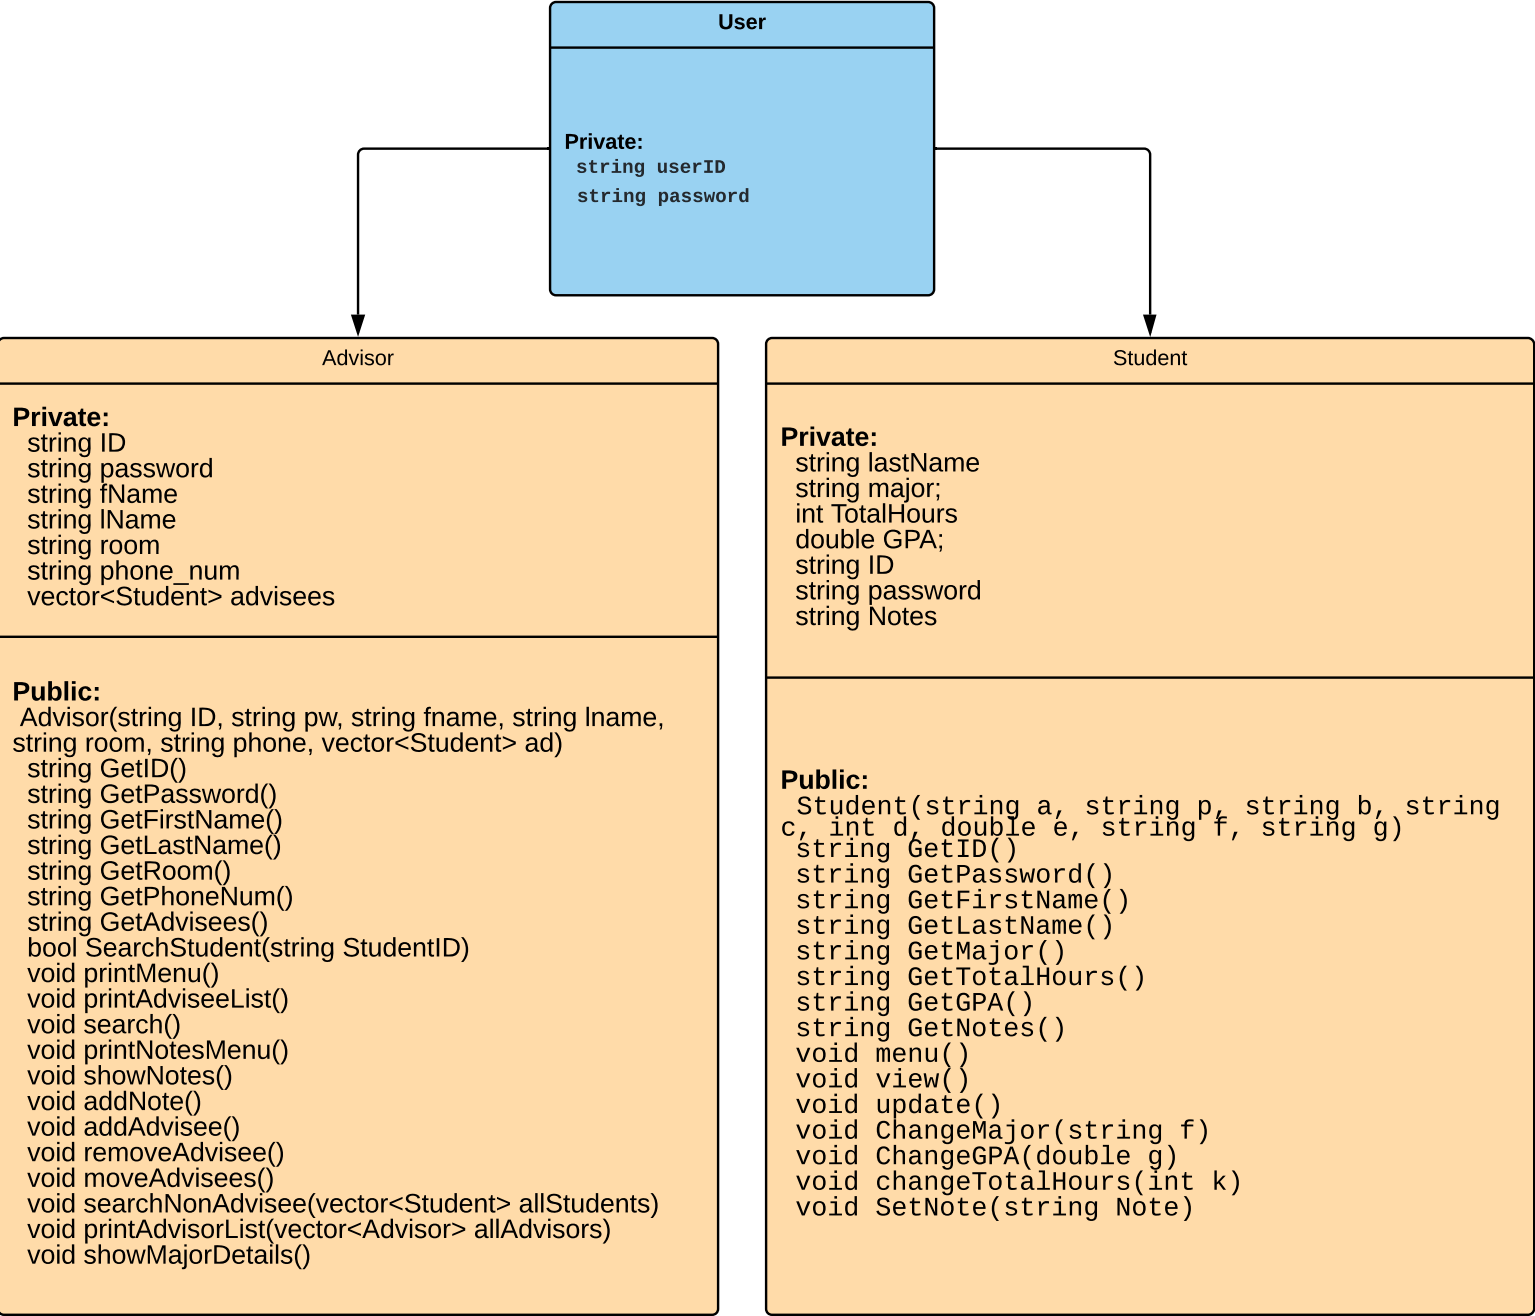 User
Private:
string userID
string password
Advisor
Private:
string ID
string password
string fName
string lName
string room
string phone_num
vector<Student> advisees
Public:
Advisor(string ID, string pw, string fname, string lname,
string room, string phone, vector<Student> ad)
string GetID()
string GetPassword()
string GetFirstName()
string GetLastName()
string GetRoom()
string GetPhoneNum()
string GetAdvisees()
bool SearchStudent(string StudentID)
void printMenu()
void printAdviseeList()
void search()
void printNotesMenu()
void showNotes()
void addNote()
void addAdvisee()
void removeAdvisee()
void moveAdvisees()
void searchNonAdvisee(vector<Student> allStudents)
void printAdvisorList(vector<Advisor> allAdvisors)
void showMajorDetails()
Student
Private:
string lastName
string major;
int TotalHours
double GPA;
string ID
string password
string Notes
Public:
Student(string a, string p, string b, string
c, int d, double e, string f, string g)
string GetID()
string GetPassword()
string GetFirstName()
string GetLastName()
string GetMajor()
string GetTotalHours()
string GetGPA()
string GetNotes()
void menu()
void view()
void update()
void ChangeMajor(string f)
void ChangeGPA(double g)
void changeTotalHours(int k)
void SetNote(string Note)